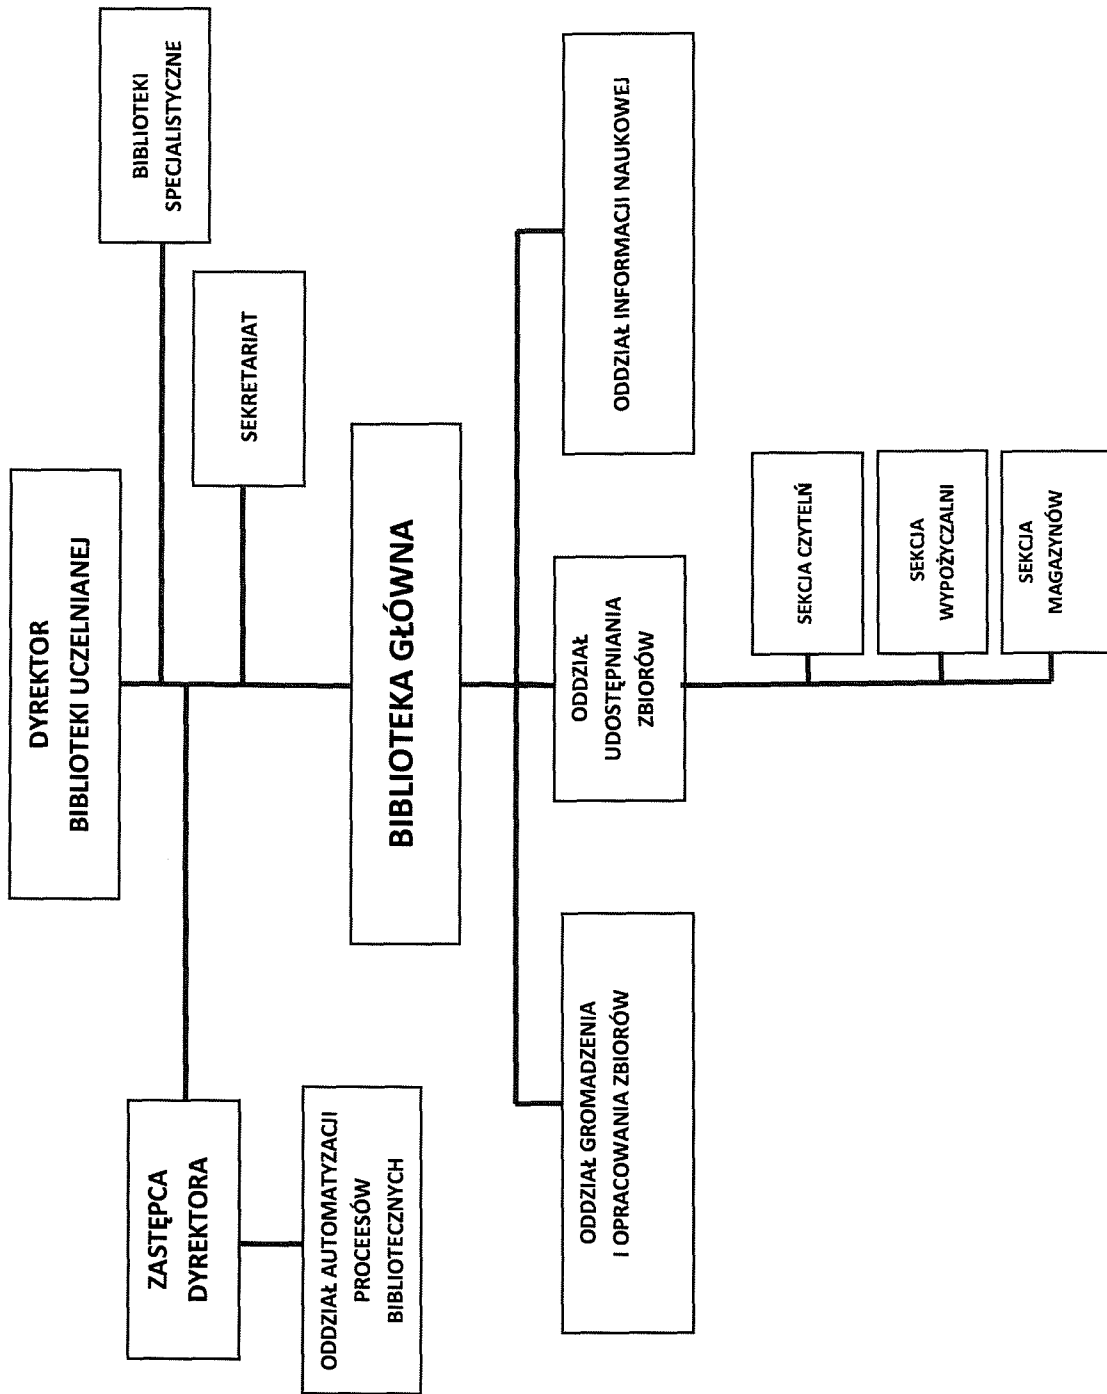 DYREKTOR
BIBLIOTEKI UCZELNIANEJ
BIBLIOTEKI
SPECJALISTYCZNE
ZASTĘPCA
DYREKTORA
SEKRETARIAT
ODDZIAŁ AUTOMATYZACJI
PROCEESÓW
BIBLIOTECZNYCH
BIBLIOTEKA GŁÓWNA
ODDZIAŁ GROMADZENIA
I OPRACOWANIA ZBIORÓW
ODDZIAŁ
UDOSTĘPNIANIA
ZBIORÓW
ODDZIAŁ INFORMACJI NAUKOWEJ
SEKCJA CZYTELŃ
SEKCJA
WYPOŻYCZALNI
SEKCJA
MAGAZYNÓW